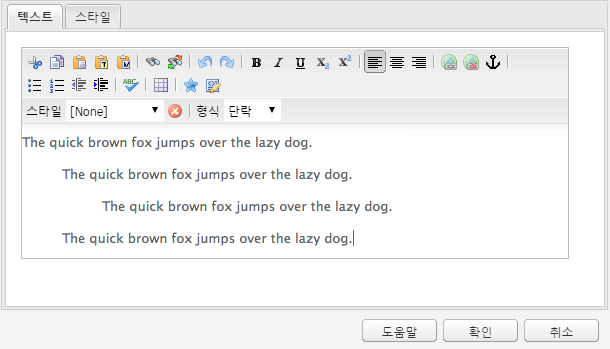 텍스트 스타일
B I U X₂ X²
ABC
스타일 [None] 형식 단락
The quick brown fox jumps over the lazy dog.
The quick brown fox jumps over the lazy dog.
The quick brown fox jumps over the lazy dog.
The quick brown fox jumps over the lazy dog.
도움말 확인 취소